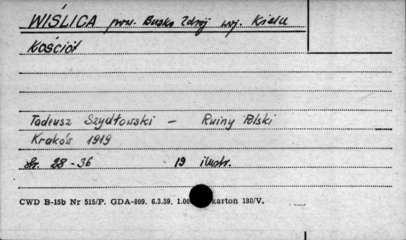 WIŚLICA pow. Busko Zdrój woj. Kielce
KOŚCIÓŁ
Tadeusz Szydłowski – Ruiny Polski
Kraków 1919
Str. 28-36 19 ilustr.
CWD B-15b Nr 515/P. GDA-809. 6.3.59. 1.00 karton 180/V.